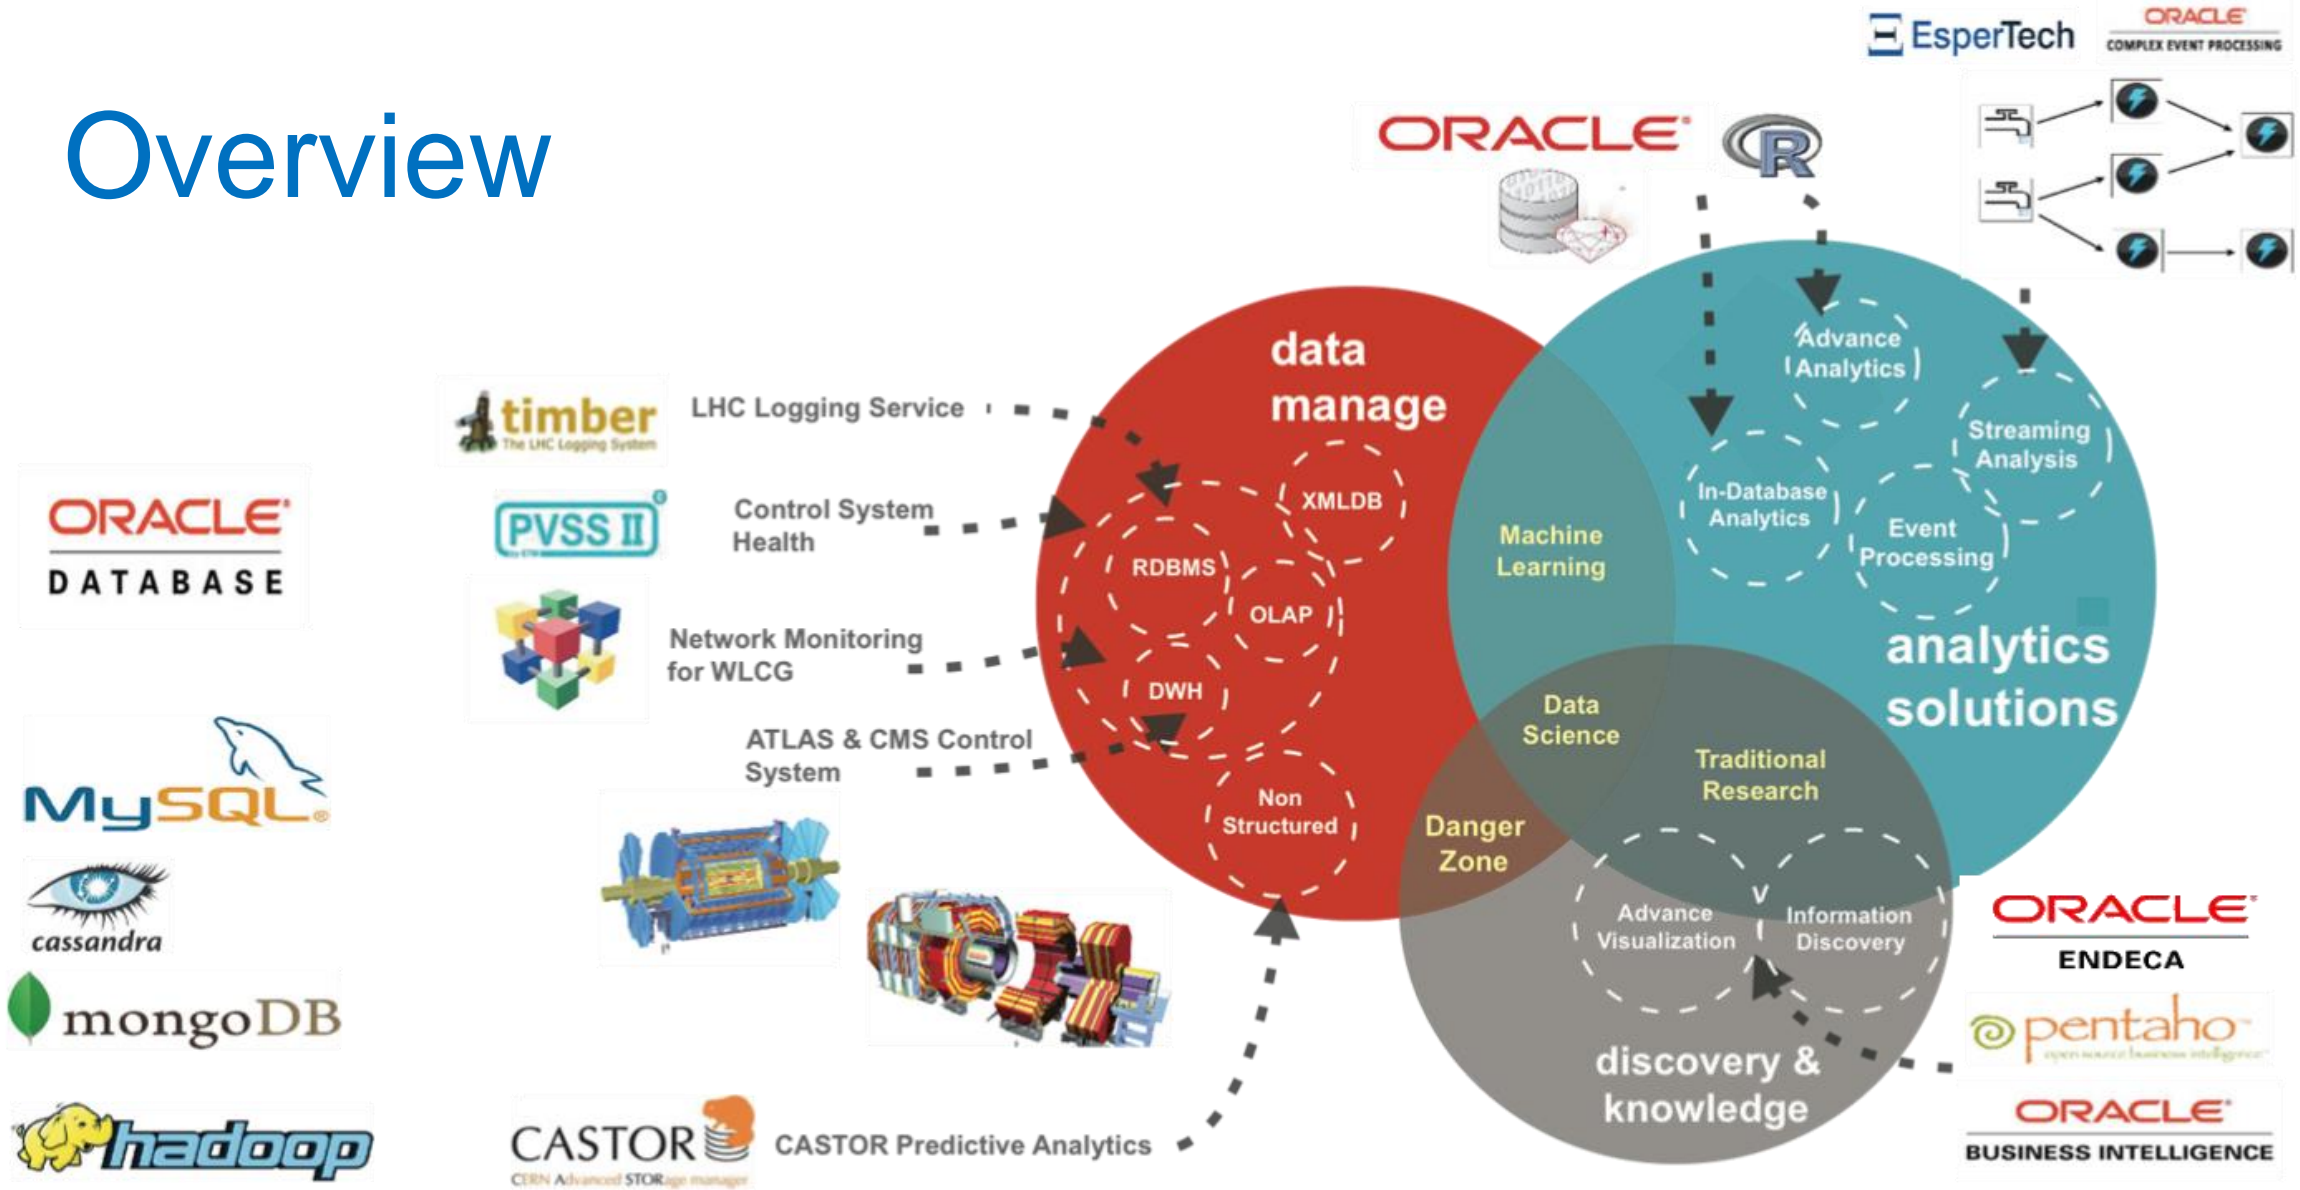 Overview
EsperTech
ORACLE
COMPLEX EVENT PROCESSING
ORACLE
R
timber
The LHC Logging System
LHC Logging Service
ORACLE
DATABASE
PVSS II
Control System
Health
Network Monitoring
for WLCG
ATLAS & CMS Control
System
MySQL
cassandra
mongoDB
hadoop
CASTOR
CERN Advanced STORage manager
CASTOR Predictive Analytics
data
manage
XMLDB
RDBMS
OLAP
DWH
Non
Structured
Machine
Learning
Data
Science
Danger
Zone
Traditional
Research
Advance
Analytics
Streaming
Analysis
In-Database
Analytics
Event
Processing
analytics
solutions
Advance
Visualization
Information
Discovery
discovery &
knowledge
ORACLE
ENDECA
pentaho
open source business intelligence
ORACLE
BUSINESS INTELLIGENCE